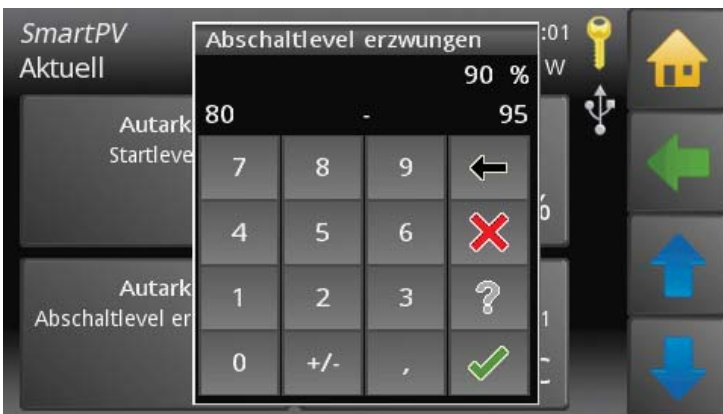 SmartPV
Aktuell
Abschaltlevel erzwungen
:01
90 % W
80 - 95
Autark
Startleve
7 8 9
%
4 5 6
Autark
Abschaltlevel er
1 2 3
1
0 +/- ,
C